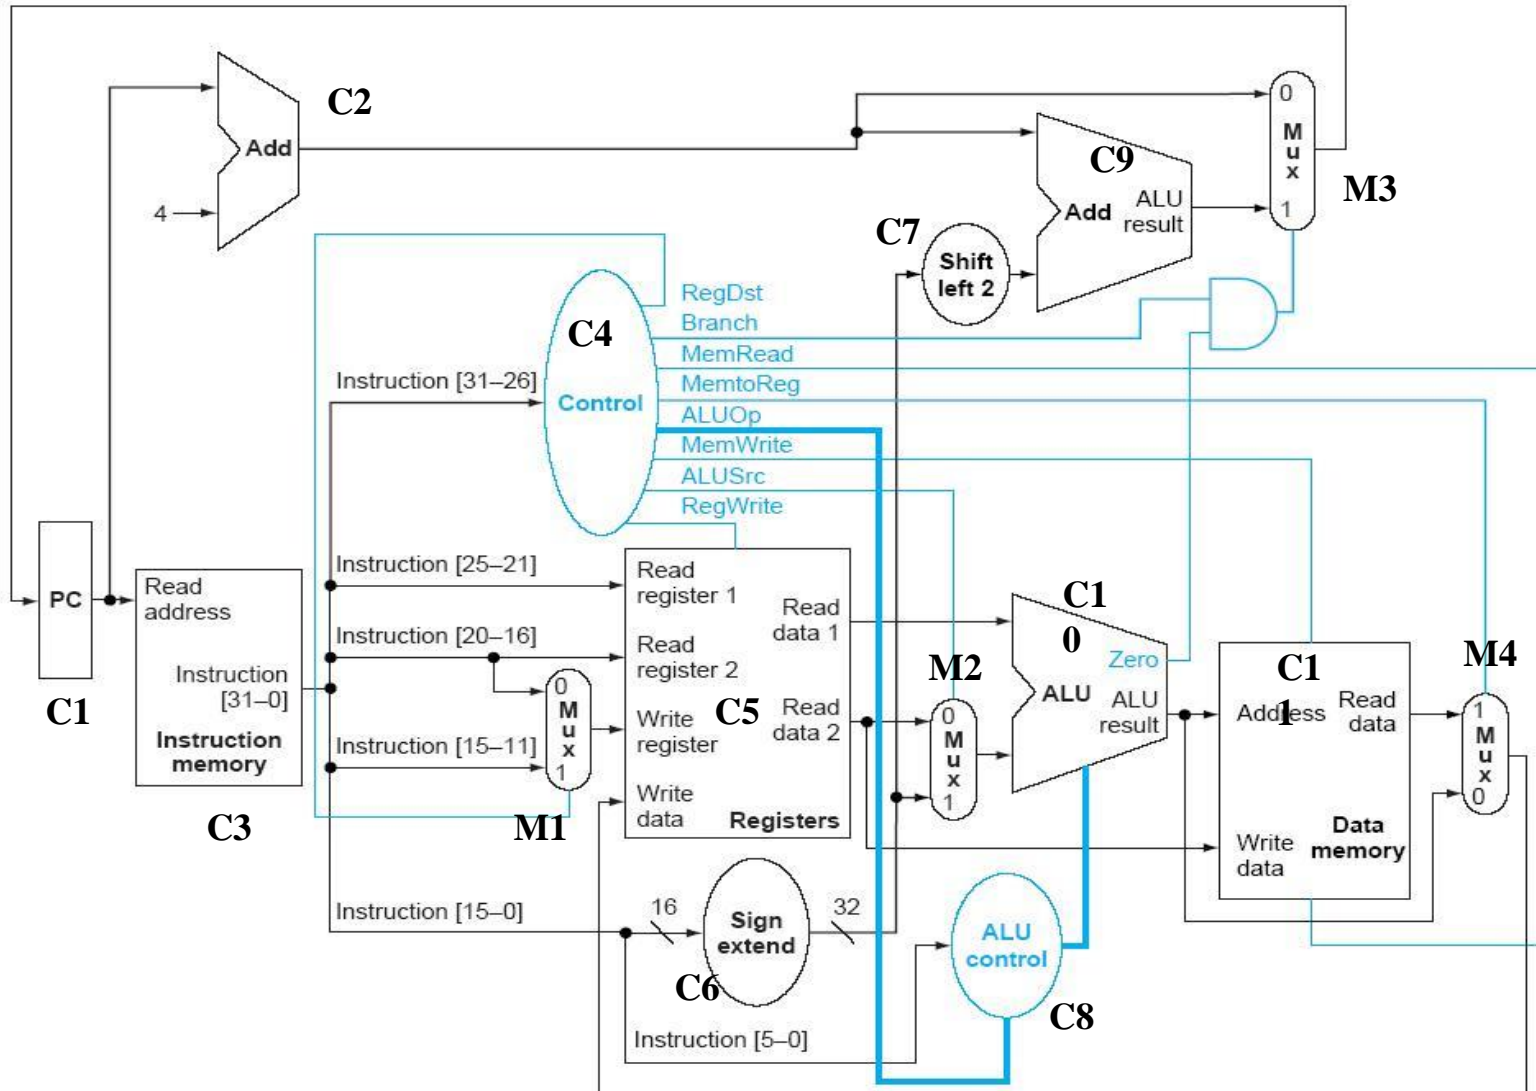 C2
Add
4
0
Mux
1
M3
C9
Add
ALU
result
C7
Shift
left 2
C4
Control
RegDst
Branch
MemRead
MemtoReg
ALUOp
MemWrite
ALUSrc
RegWrite
Instruction [31–26]
PC
C1
Read
address
Instruction
[31–0]
Instruction
memory
C3
Instruction [25–21]
Instruction [20–16]
Instruction [15–11]
0
Mux
1
M1
Read
register 1
Read
register 2
Write
register
Write
data
Read
data 1
Read
data 2
C5
Registers
M2
0
Mux
1
C1
0
Zero
ALU
ALU
result
C1
1
Address
Read
data
Write
data
Data
memory
M4
1
Mux
0
Instruction [15–0]
16
Sign
extend
32
C6
ALU
control
C8
Instruction [5–0]